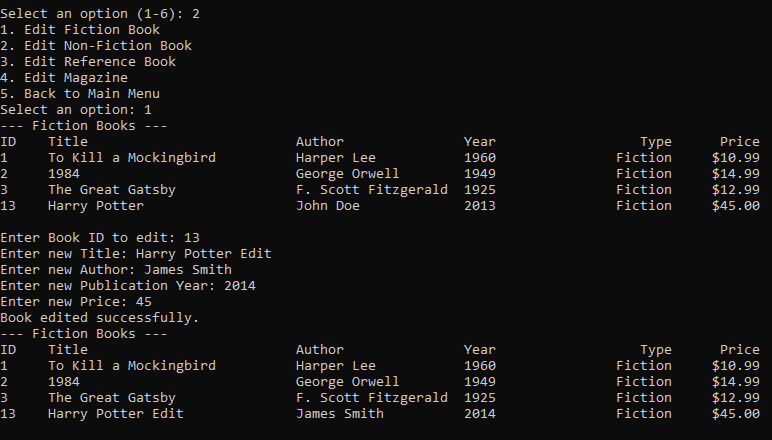 Select an option (1-6): 2
1. Edit Fiction Book
2. Edit Non-Fiction Book
3. Edit Reference Book
4. Edit Magazine
5. Back to Main Menu
Select an option: 1
--- Fiction Books ---
ID    Title                          Author               Year                  Type     Price
1     To Kill a Mockingbird          Harper Lee           1960               Fiction    $10.99
2     1984                           George Orwell        1949               Fiction    $14.99
3     The Great Gatsby               F. Scott Fitzgerald  1925               Fiction    $12.99
13    Harry Potter                   John Doe             2013               Fiction    $45.00

Enter Book ID to edit: 13
Enter new Title: Harry Potter Edit
Enter new Author: James Smith
Enter new Publication Year: 2014
Enter new Price: 45
Book edited successfully.
--- Fiction Books ---
ID    Title                          Author               Year                  Type     Price
1     To Kill a Mockingbird          Harper Lee           1960               Fiction    $10.99
2     1984                           George Orwell        1949               Fiction    $14.99
3     The Great Gatsby               F. Scott Fitzgerald  1925               Fiction    $12.99
13    Harry Potter Edit              James Smith          2014               Fiction    $45.00